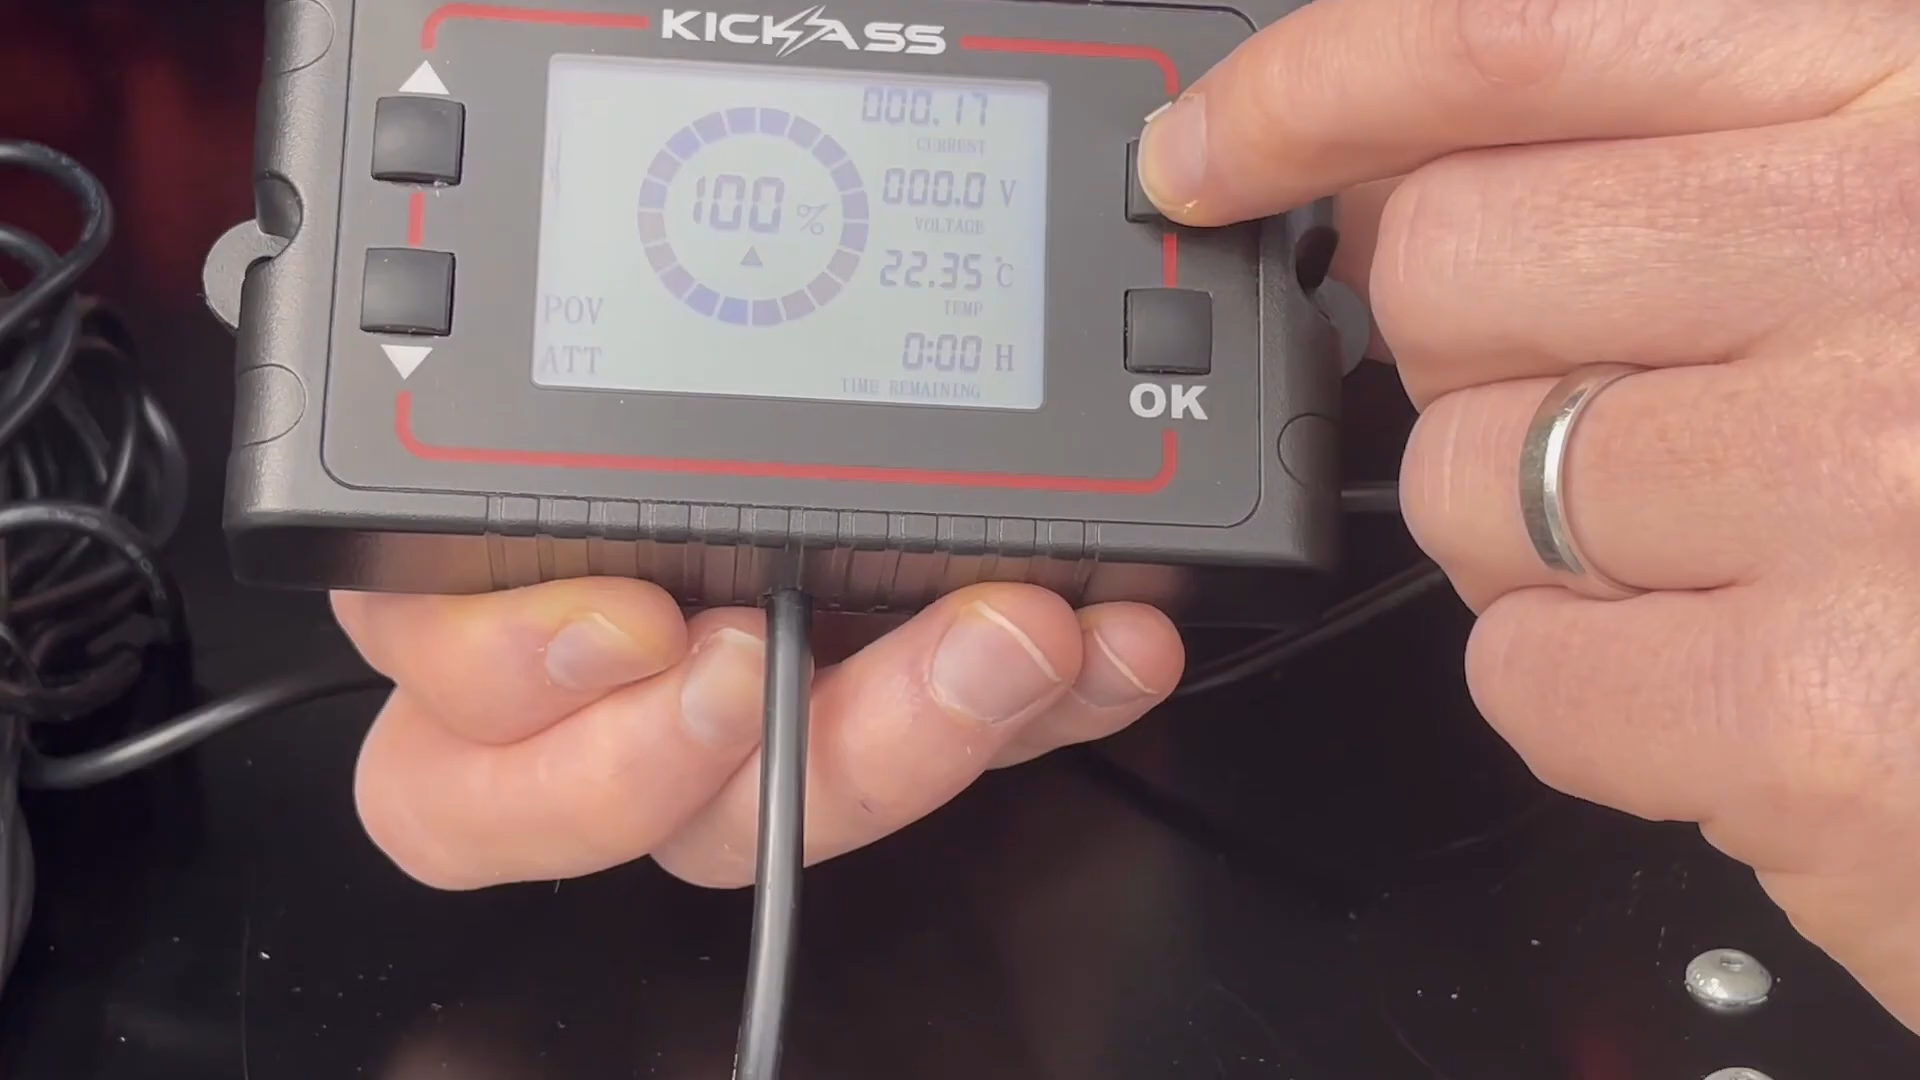 KICKASS
000.17
CURRENT
100 %
000.0 V
VOLTAGE
22.35 °C
TEMP
POV
ATT
0:00 H
TIME REMAINING
OK